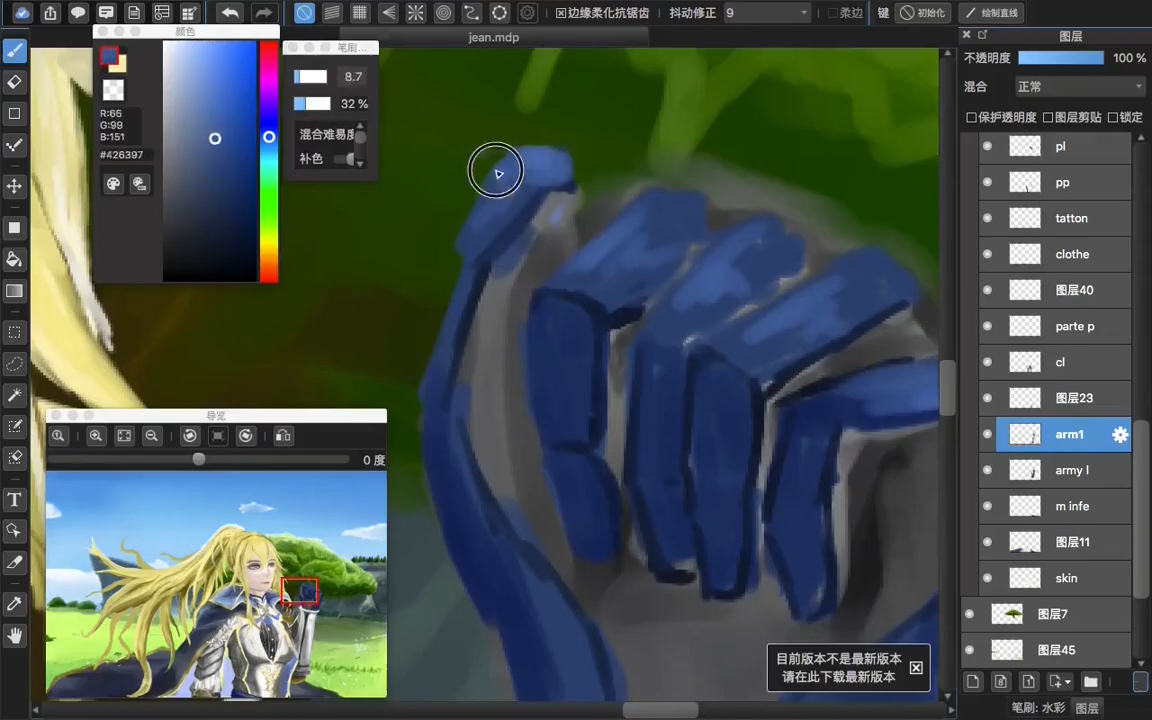 边缘柔化抗锯齿
抖动修正 9
柔边
键
初始化
绘制直线
jean.mdp
颜色
R:66
G:99
B:151
#426397
笔刷...
8.7
32 %
混合难易度
补色
图层
不透明度 100 %
混合 正常
保护透明度 图层剪贴 锁定
pl
pp
tatton
clothe
图层40
parte p
cl
图层23
arm1
army l
m infe
图层11
skin
图层7
图层45
导览
0 度
T
目前版本不是最新版本
请在此下载最新版本
笔刷: 水彩 图层